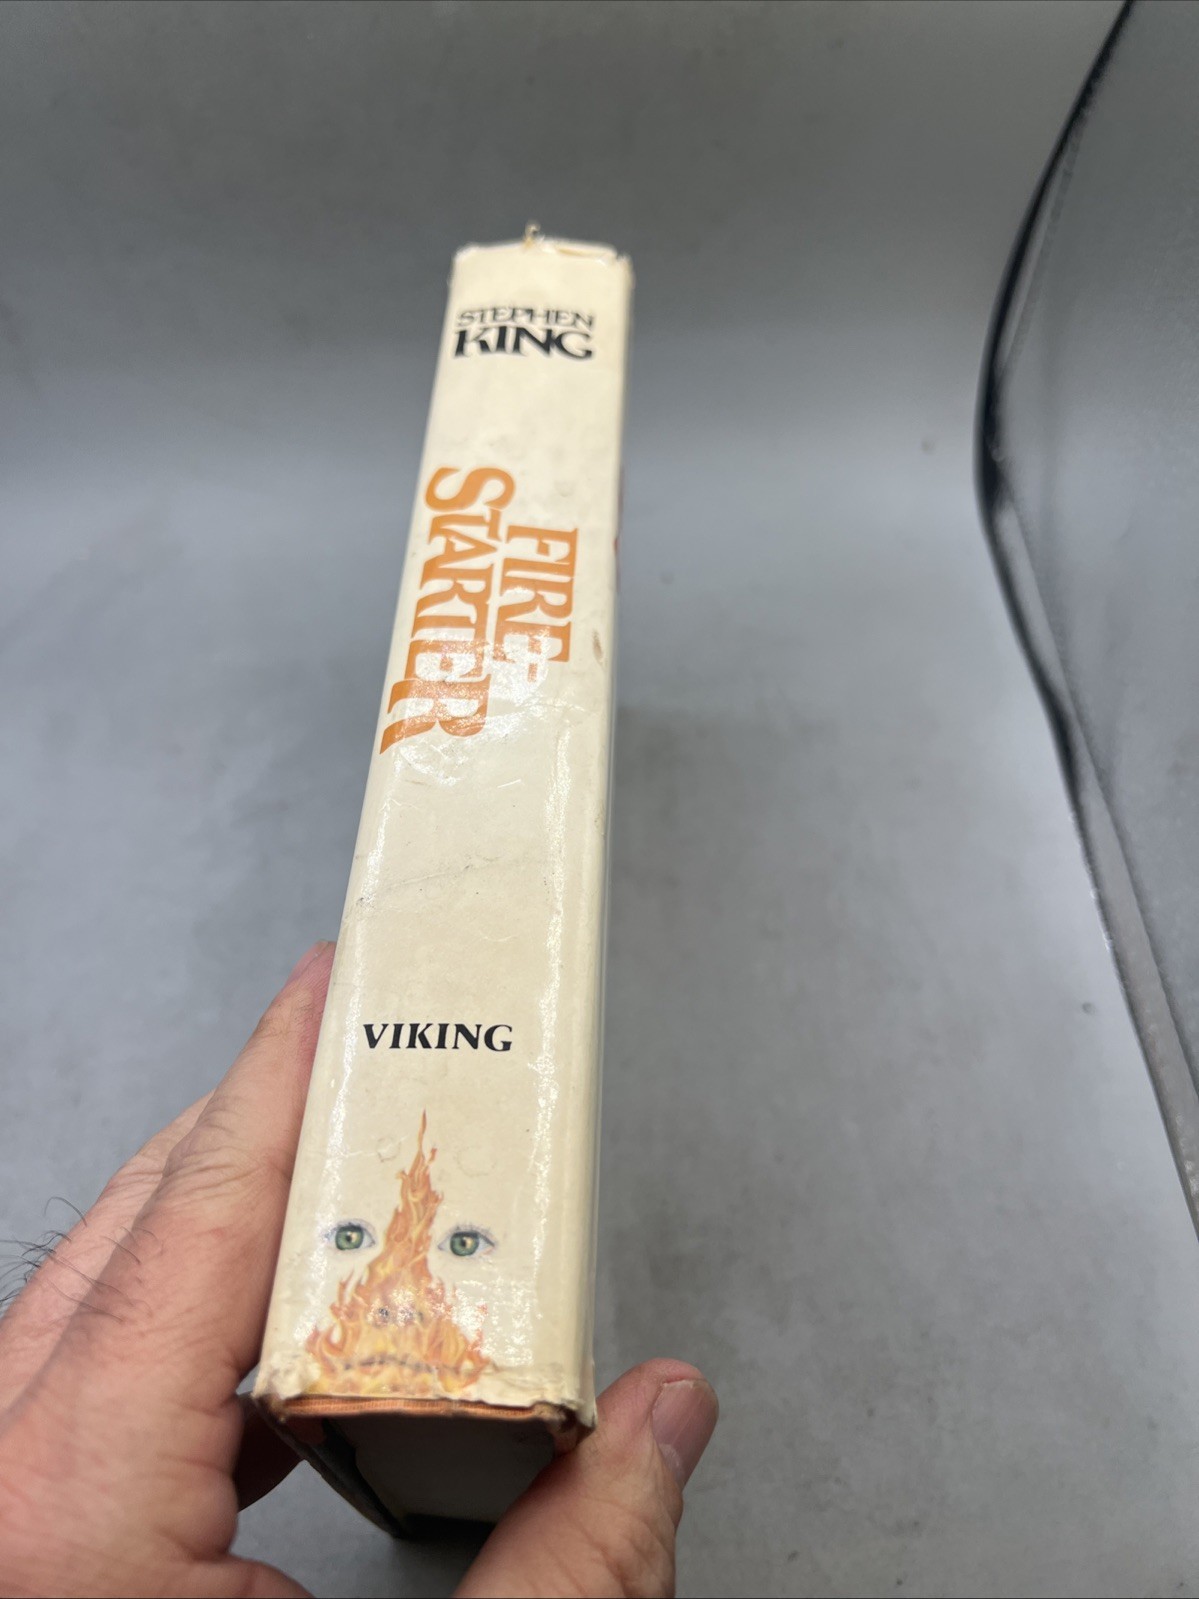 STEPHEN
KING
FIRE-
STARTER
VIKING